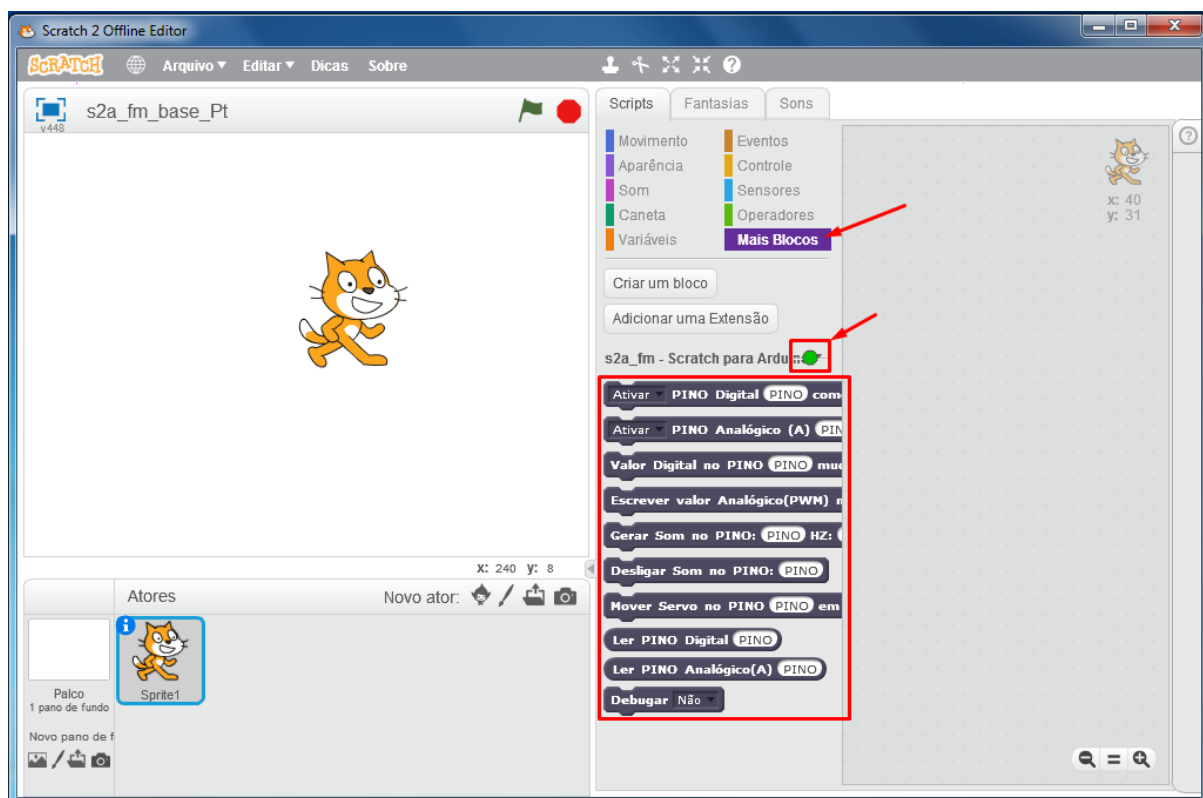 Scratch 2 Offline Editor
SCRATCH Arquivo Editar Dicas Sobre
v448
s2a_fm_base_Pt
Scripts Fantasias Sons
Movimento Eventos
Aparência Controle
Som Sensores
Caneta Operadores
Variáveis Mais Blocos
x: 40
y: 31
Criar um bloco
Adicionar uma Extensão
s2a_fm - Scratch para Ardu
Ativar PINO Digital PINO com
Ativar PINO Analógico (A) PIN
Valor Digital no PINO PINO mu
Escrever valor Analógico(PWM) n
Gerar Som no PINO: PINO HZ:
Desligar Som no PINO: PINO
Mover Servo no PINO PINO em
Ler PINO Digital PINO
Ler PINO Analógico(A) PINO
Debugar Não
X: 240 y: 8
Atores Novo ator:
Palco
1 pano de fundo
Sprite1
Novo pano de f